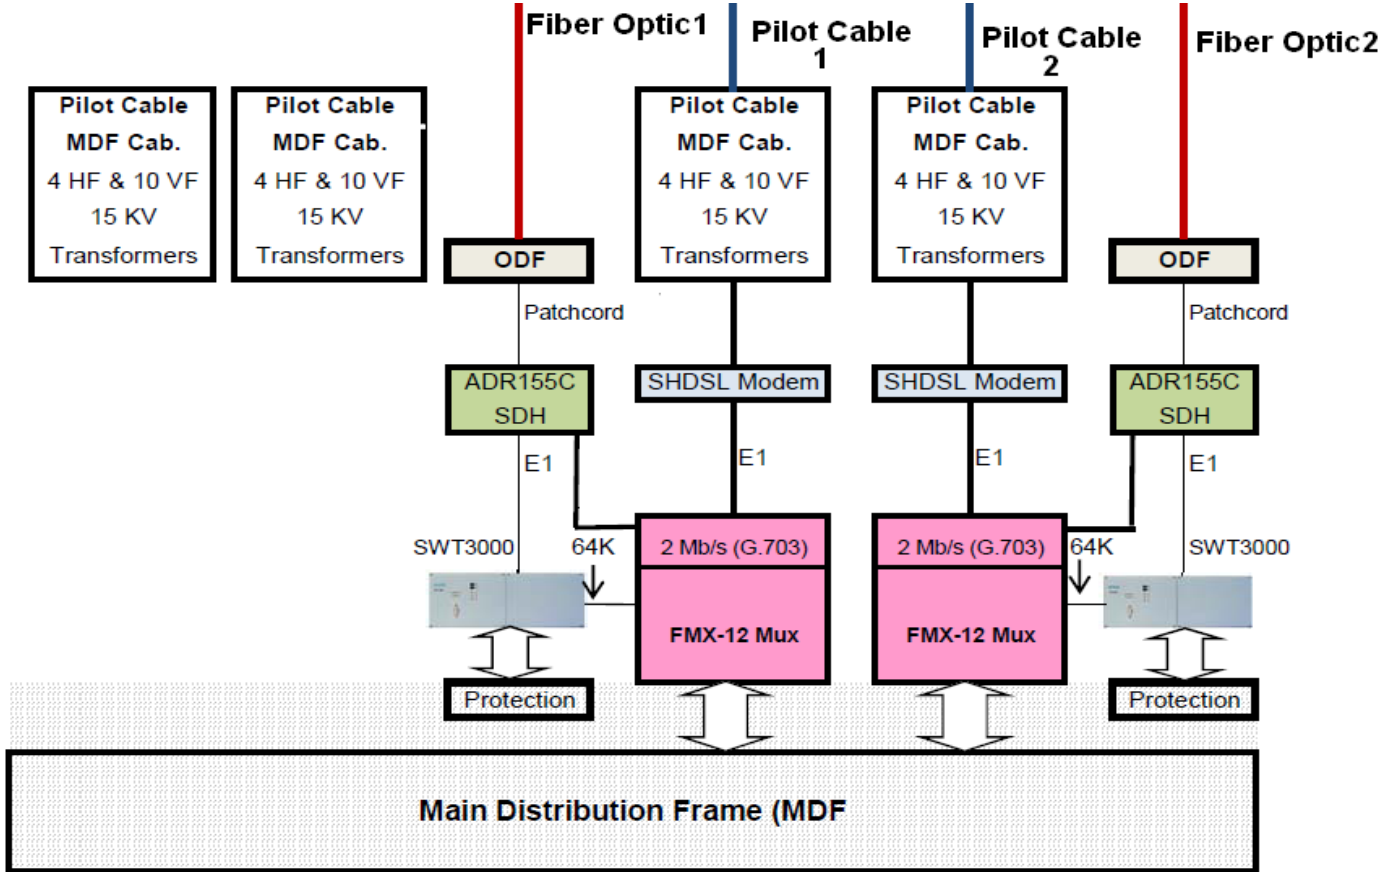 Fiber Optic1
Pilot Cable
1
Pilot Cable
2
Fiber Optic2
Pilot Cable
MDF Cab.
4 HF & 10 VF
15 KV
Transformers
Pilot Cable
MDF Cab.
4 HF & 10 VF
15 KV
Transformers
Pilot Cable
MDF Cab.
4 HF & 10 VF
15 KV
Transformers
Pilot Cable
MDF Cab.
4 HF & 10 VF
15 KV
Transformers
ODF
ODF
Patchcord
Patchcord
ADR155C
SDH
SHDSL Modem
SHDSL Modem
ADR155C
SDH
E1
E1
E1
E1
SWT3000
64K
2 Mb/s (G.703)
2 Mb/s (G.703)
64K
SWT3000
FMX-12 Mux
FMX-12 Mux
Protection
Protection
Main Distribution Frame (MDF